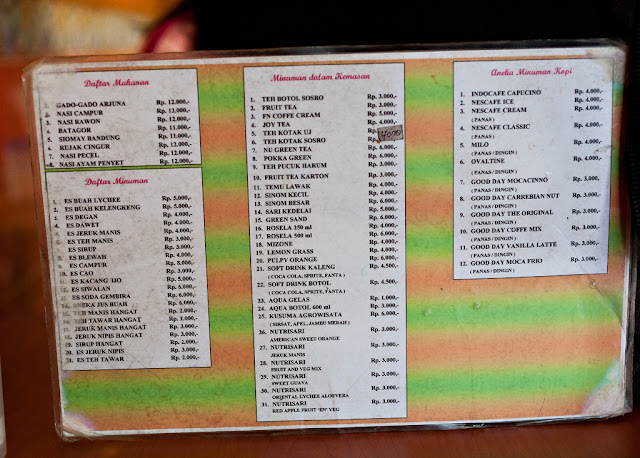 Daftar Makanan
1. GADO-GADO ARJUNA Rp. 12.000,-
2. NASI CAMPUR Rp. 12.000,-
3. NASI RAWON Rp. 12.000,-
4. BATAGOR Rp. 11.000,-
5. SIOMAY BANDUNG Rp. 11.000,-
6. RUJAK CINGUR Rp. 12.000,-
7. NASI PECEL Rp. 12.000,-
8. NASI AYAM PENYET Rp. 12.000,-
Daftar Minuman
1. ES BUAH LYCHEE Rp. 5.000,-
2. ES BUAH KELENGKENG Rp. 5.000,-
3. ES DEGAN Rp. 4.000,-
4. ES DAWET Rp. 4.000,-
5. ES JERUK MANIS Rp. 4.000,-
6. ES TEH MANIS Rp. 3.000,-
7. ES SIRUP Rp. 3.000,-
8. ES BLEWAH Rp. 4.000,-
9. ES CAMPUR Rp. 8.000,-
10. ES CAO Rp. 3.000,-
11. ES KACANG IJO Rp. 5.000,-
12. ES SIWALAN Rp. 6.000,-
13. ES SODA GEMBIRA Rp. 6.000,-
14. ANEKA JUS BUAH Rp. 6.000,-
15. TEH MANIS HANGAT Rp. 2.000,-
16. TEH TAWAR HANGAT Rp. 1.000,-
17. JERUK MANIS HANGAT Rp. 3.000,-
18. JERUK NIPIS HANGAT Rp. 3.000,-
19. SIRUP HANGAT Rp. 2.000,-
20. ES JERUK NIPIS Rp. 3.000,-
21. ES TEH TAWAR Rp. 2.000,-
Minuman dalam Kemasan
1. TEH BOTOL SOSRO Rp. 3.000,-
2. FRUIT TEA Rp. 3.000,-
3. FN COFFE CREAM Rp. 5.000,-
4. JOY TEA Rp. 4.000,-
5. TEH KOTAK UJ Rp. 4000
6. TEH KOTAK SOSRO Rp.
7. NU GREEN TEA Rp. 6.000,-
8. POKKA GREEN Rp. 6.000,-
9. TEH PUCUK HARUM Rp. 3.000,-
10. FRUIT TEA KARTON Rp. 3.000,-
11. TEMU LAWAK Rp. 4.000,-
12. SINOM KECIL Rp. 4.000,-
13. SINOM BESAR Rp. 6.000,-
14. SARI KEDELAI Rp. 4.000,-
15. GREEN SAND Rp. 6.000,-
16. ROSELA 250 ml Rp. 4.000,-
17. ROSELA 500 ml Rp. 6.000,-
18. MIZONE Rp. 4.000,-
19. LEMON GRASS Rp. 4.000,-
20. PULPY ORANGE Rp. 6.000,-
21. SOFT DRINK KALENG Rp. 4.500,-
( COCA COLA, SPRITE, FANTA )
22. SOFT DRINK BOTOL Rp. 4.500,-
( COCA COLA, SPRITE, FANTA )
23. AQUA GELAS Rp. 1.000,-
24. AQUA BOTOL 600 ml Rp. 3.000,-
25. KUSUMA AGROWISATA Rp. 6.000,-
( SIRSAT, APEL, JAMBU MERAH )
26. NUTRISARI Rp. 3.000,-
AMERICAN SWEET ORANGE
27. NUTRISARI Rp. 3.000,-
JERUK MANIS
28. NUTRISARI Rp. 3.000,-
FRUIT AND VEG MIX
29. NUTRISARI Rp. 3.000,-
SWEET GUAVA
30. NUTRISARI Rp. 3.000,-
ORIENTAL LYCHEE ALOEVERA
31. NUTRISARI Rp. 3.000,-
RED APPLE FRUIT 'EN' VEG
Aneka Minuman Kopi
1. INDOCAFE CAPUCINO Rp. 4.000,-
2. NESCAFE ICE Rp. 4.000,-
3. NESCAFE CREAM Rp. 4.000,-
( PANAS )
4. NESCAFE CLASSIC Rp. 4.000,-
( PANAS )
5. MILO Rp. 4.000,-
( PANAS / DINGIN )
6. OVALTINE Rp. 4.000,-
( PANAS / DINGIN )
7. GOOD DAY MOCACINNO Rp. 3.000,-
( PANAS / DINGIN )
8. GOOD DAY CARREBIAN NUT Rp. 3.000,-
( PANAS / DINGIN )
9. GOOD DAY THE ORIGINAL Rp. 3.000,-
( PANAS / DINGIN )
10. GOOD DAY COFFE MIX Rp. 3.000,-
( PANAS / DINGIN )
11. GOOD DAY VANILLA LATTE Rp. 3.000,-
( PANAS / DINGIN )
12. GOOD DAY MOCA FRIO Rp. 3.000,-
( PANAS / DINGIN )